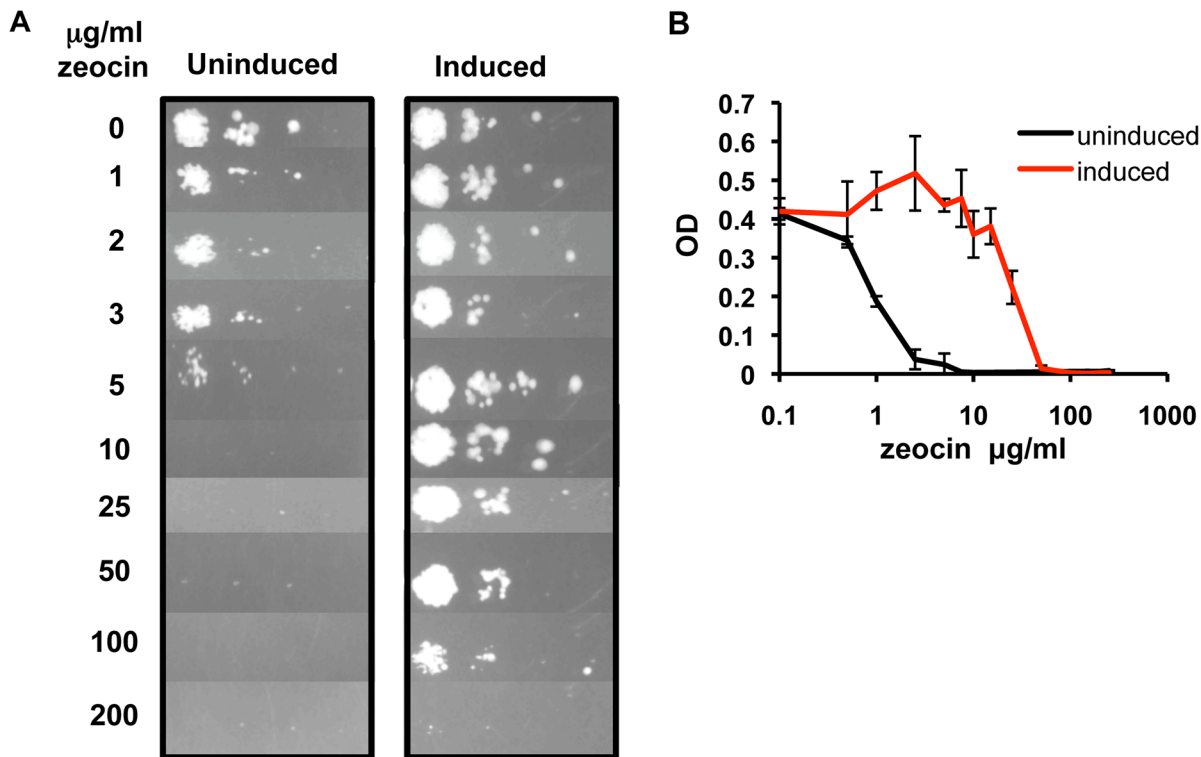 A
μg/ml
zeocin
Uninduced
Induced
0
1
2
3
5
10
25
50
100
200
B
0.7
0.6
0.5
0.4
0.3
0.2
0.1
0
OD
0.1
1
10
100
1000
zeocin μg/ml
uninduced
induced